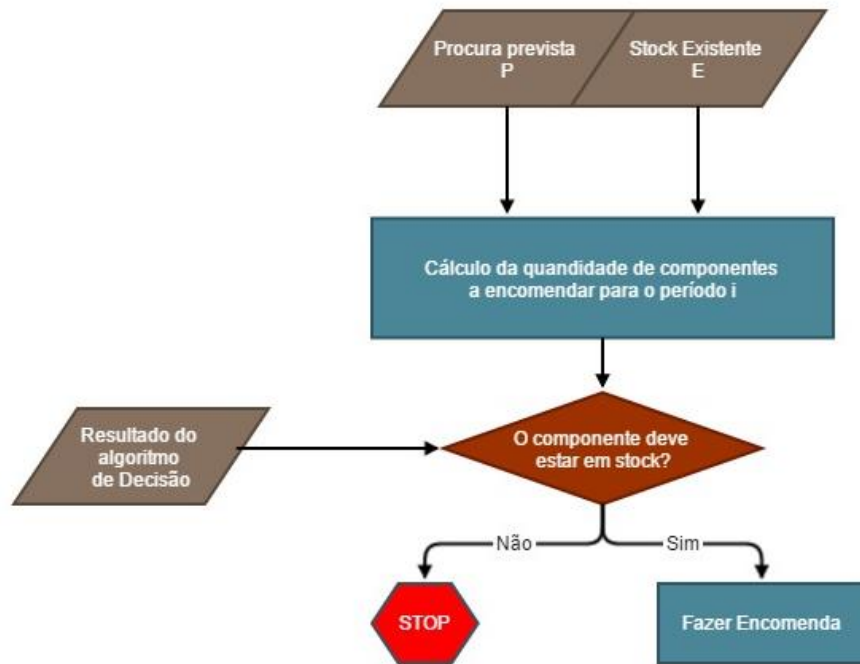 Procura prevista
P
Stock Existente
E
Cálculo da quandidade de componentes
a encomendar para o período i
Resultado do
algoritmo
de Decisão
O componente deve
estar em stock?
Não
Sim
STOP
Fazer Encomenda